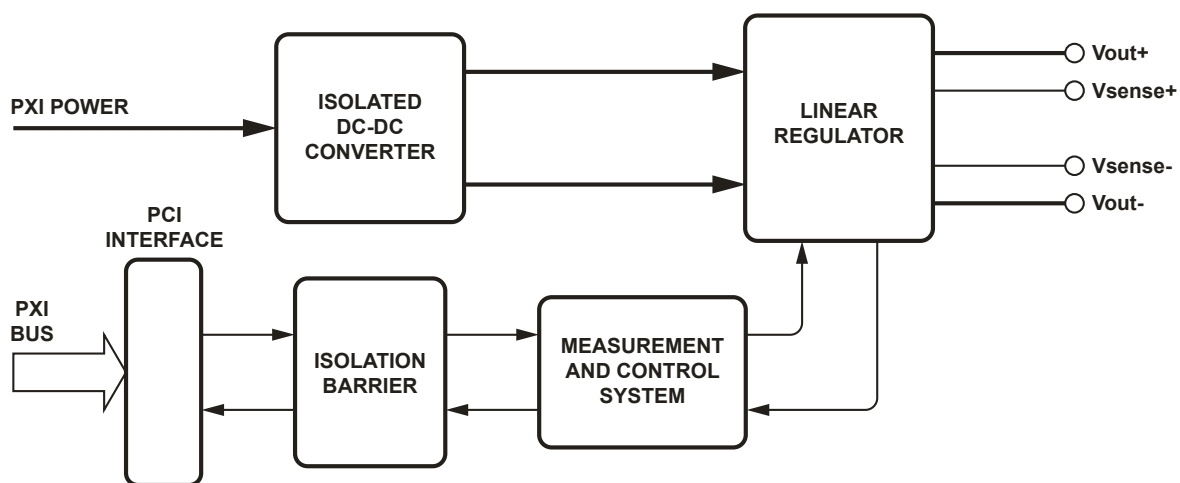 PXI POWER
ISOLATED
DC-DC
CONVERTER
LINEAR
REGULATOR
Vout+
Vsense+
Vsense-
Vout-
PCI
INTERFACE
PXI
BUS
ISOLATION
BARRIER
MEASUREMENT
AND CONTROL
SYSTEM